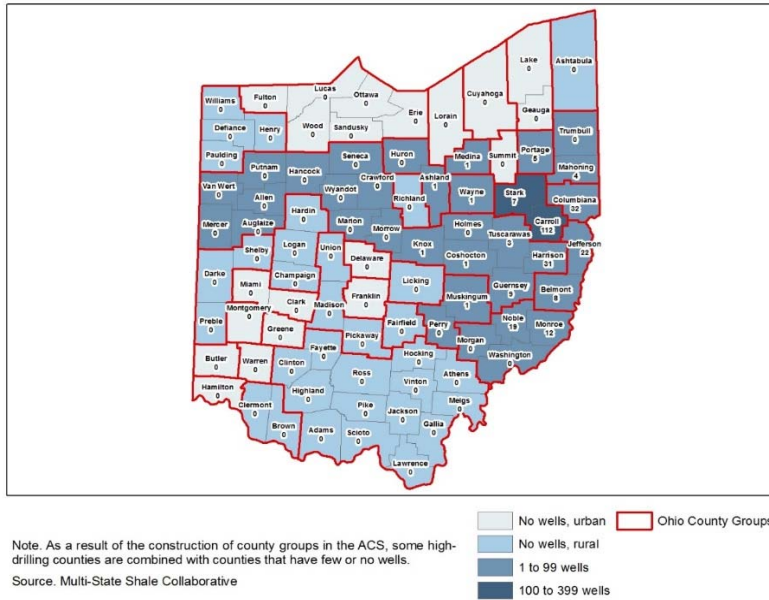 Lake
0
Ashtabula
0
Lucas
0
Fulton
0
Ottawa
0
Cuyahoga
0
Williams
0
Geauga
0
Erie
0
Lorain
0
Wood
0
Sandusky
0
Defiance
0
Henry
0
Trumbull
0
Paulding
0
Huron
0
Medina
1
Summit
0
Portage
5
Seneca
0
Putnam
0
Hancock
0
Mahoning
4
Crawford
0
Ashland
1
Van Wert
0
Wyandot
0
Richland
0
Wayne
1
Stark
7
Columbiana
32
Allen
0
Hardin
0
Mercer
0
Auglaize
0
Marion
0
Morrow
0
Holmes
0
Carroll
112
Tuscarawas
3
Jefferson
22
Logan
0
Union
0
Knox
1
Shelby
0
Delaware
0
Coshocton
1
Harrison
31
Darke
0
Champaign
0
Licking
0
Miami
0
Guernsey
9
Belmont
8
Clark
0
Madison
0
Franklin
0
Muskingum
1
Montgomery
0
Preble
0
Greene
0
Fairfield
0
Perry
0
Noble
19
Monroe
12
Pickaway
0
Fayette
0
Morgan
0
Butler
0
Warren
0
Clinton
0
Hocking
0
Washington
0
Ross
0
Athens
0
Hamilton
0
Vinton
0
Highland
0
Clermont
0
Pike
0
Jackson
0
Meigs
0
Brown
0
Adams
0
Scioto
0
Gallia
0
Lawrence
0
No wells, urban
Ohio County Groups
No wells, rural
1 to 99 wells
100 to 399 wells
Note. As a result of the construction of county groups in the ACS, some high-
drilling counties are combined with counties that have few or no wells.
Source. Multi-State Shale Collaborative